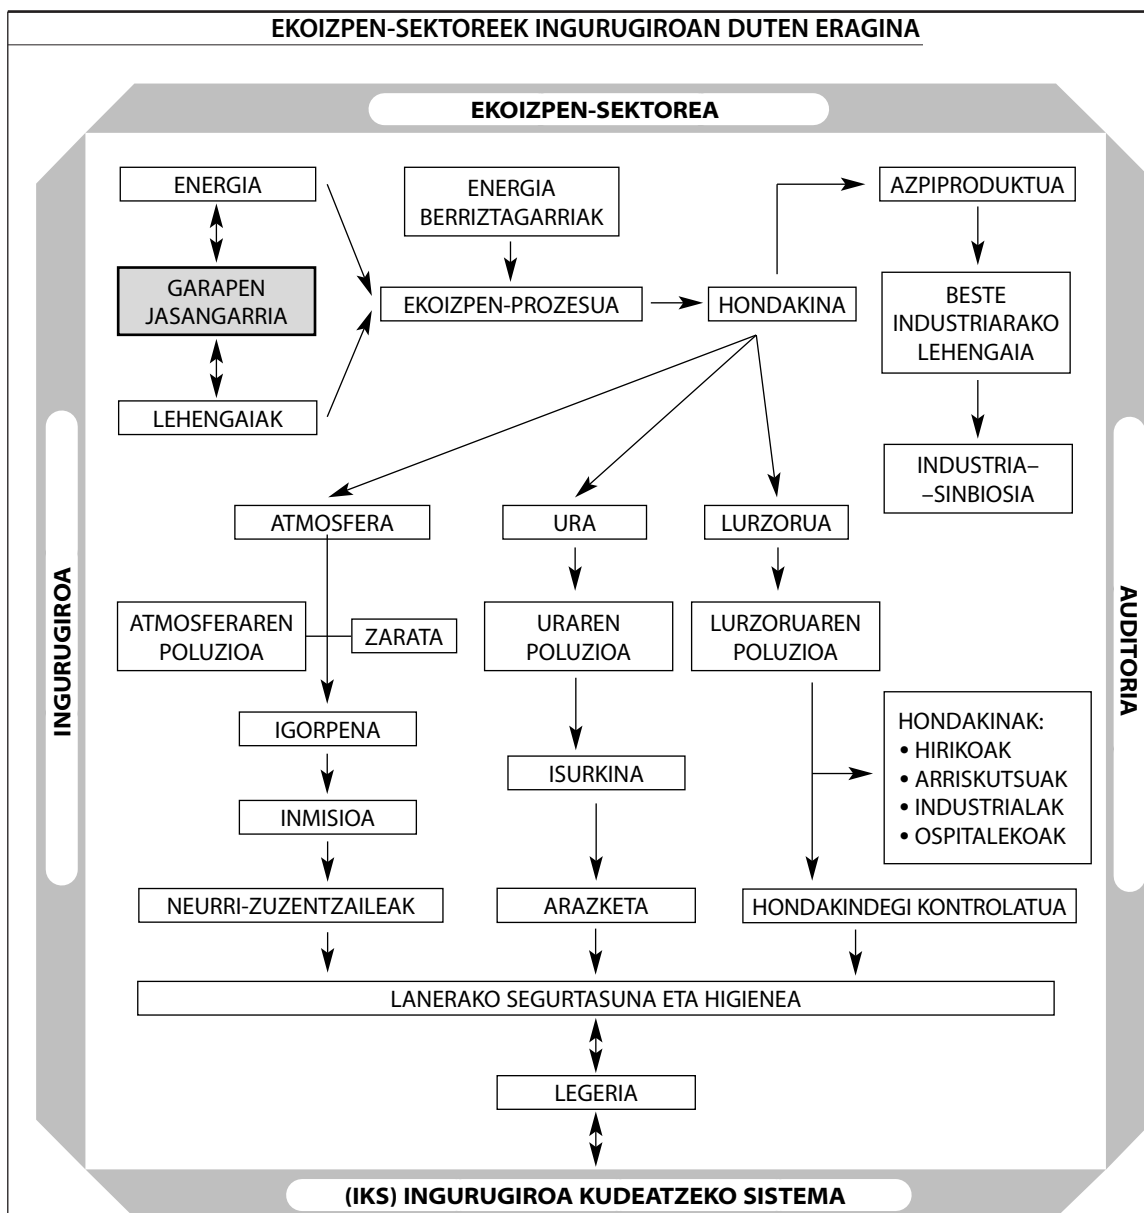 EKOIZPEN-SEKTOREEK INGURUGIROAN DUTEN ERAGINA
EKOIZPEN-SEKTOREA
ENERGIA
ENERGIA
BERRIZTAGARRIAK
AZPIPRODUKTUA
GARAPEN
JASANGARRIA
EKOIZPEN-PROZESUA
HONDAKINA
BESTE
INDUSTRIARAKO
LEHENGAIA
LEHENGAIAK
INDUSTRIA–
–SINBIOSIA
ATMOSFERA
URA
LURZORUA
INGURUGIROA
AUDITORIA
ATMOSFERAREN
POLUZIOA
ZARATA
URAREN
POLUZIOA
LURZORUAREN
POLUZIOA
IGORPENA
ISURKINA
HONDAKINAK:
• HIRIKOAK
• ARRISKUTSUAK
• INDUSTRIALAK
• OSPITALEKOAK
INMISIOA
NEURRI-ZUZENTZAILEAK
ARAZKETA
HONDAKINDEGI KONTROLATUA
LANERAKO SEGURTASUNA ETA HIGIENEA
LEGERIA
(IKS) INGURUGIROA KUDEATZEKO SISTEMA